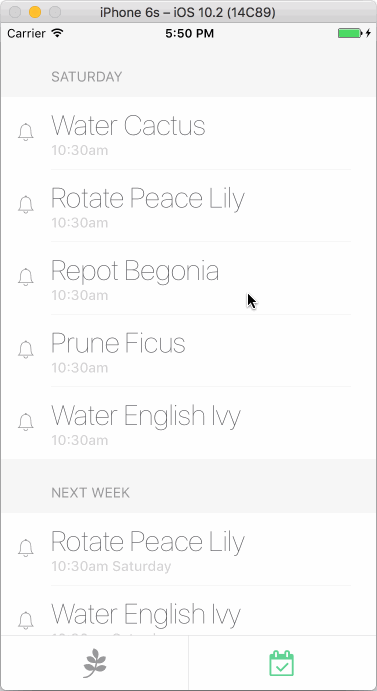 iPhone 6s – iOS 10.2 (14C89)
Carrier 5:50 PM
SATURDAY
Water Cactus
10:30am
Rotate Peace Lily
10:30am
Repot Begonia
10:30am
Prune Ficus
10:30am
Water English Ivy
10:30am
NEXT WEEK
Rotate Peace Lily
10:30am Saturday
Water English Ivy